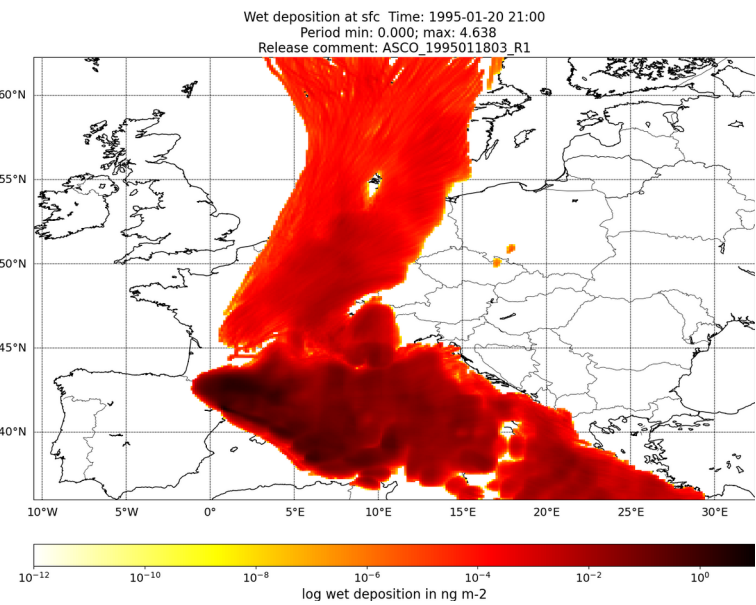 Wet deposition at sfc  Time: 1995-01-20 21:00
Period min: 0.000; max: 4.638
Release comment: ASCO_1995011803_R1
60°N
55°N
50°N
45°N
40°N
10°W 5°W 0° 5°E 10°E 15°E 20°E 25°E 30°E
10^-12 10^-10 10^-8 10^-6 10^-4 10^-2 10^0
log wet deposition in ng m-2